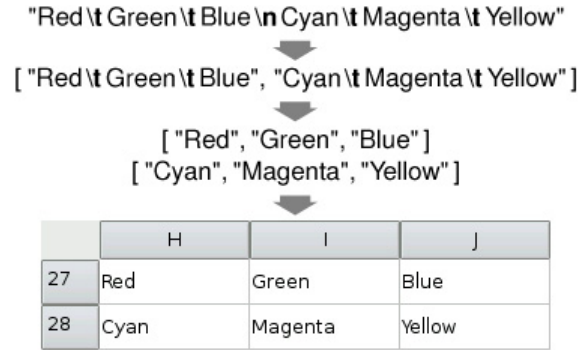 "Red\t Green\t Blue\n Cyan\t Magenta\t Yellow"
[ "Red\t Green\t Blue", "Cyan\t Magenta\t Yellow" ]
[ "Red", "Green", "Blue" ]
[ "Cyan", "Magenta", "Yellow" ]
H I J
27 Red Green Blue
28 Cyan Magenta Yellow